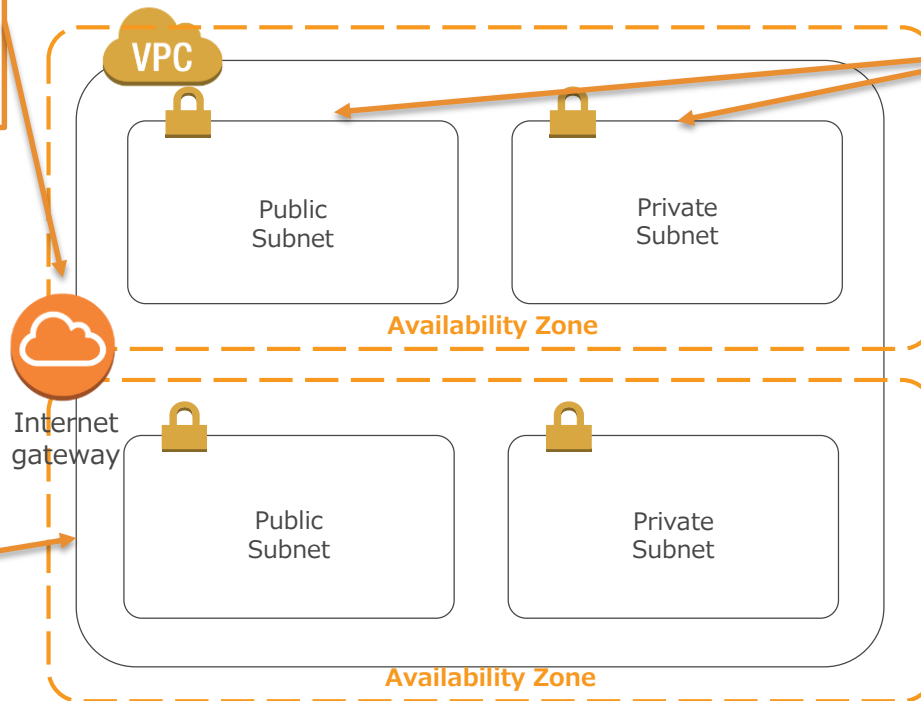 VPC
Public
Subnet
Private
Subnet
Availability Zone
Internet
gateway
Public
Subnet
Private
Subnet
Availability Zone